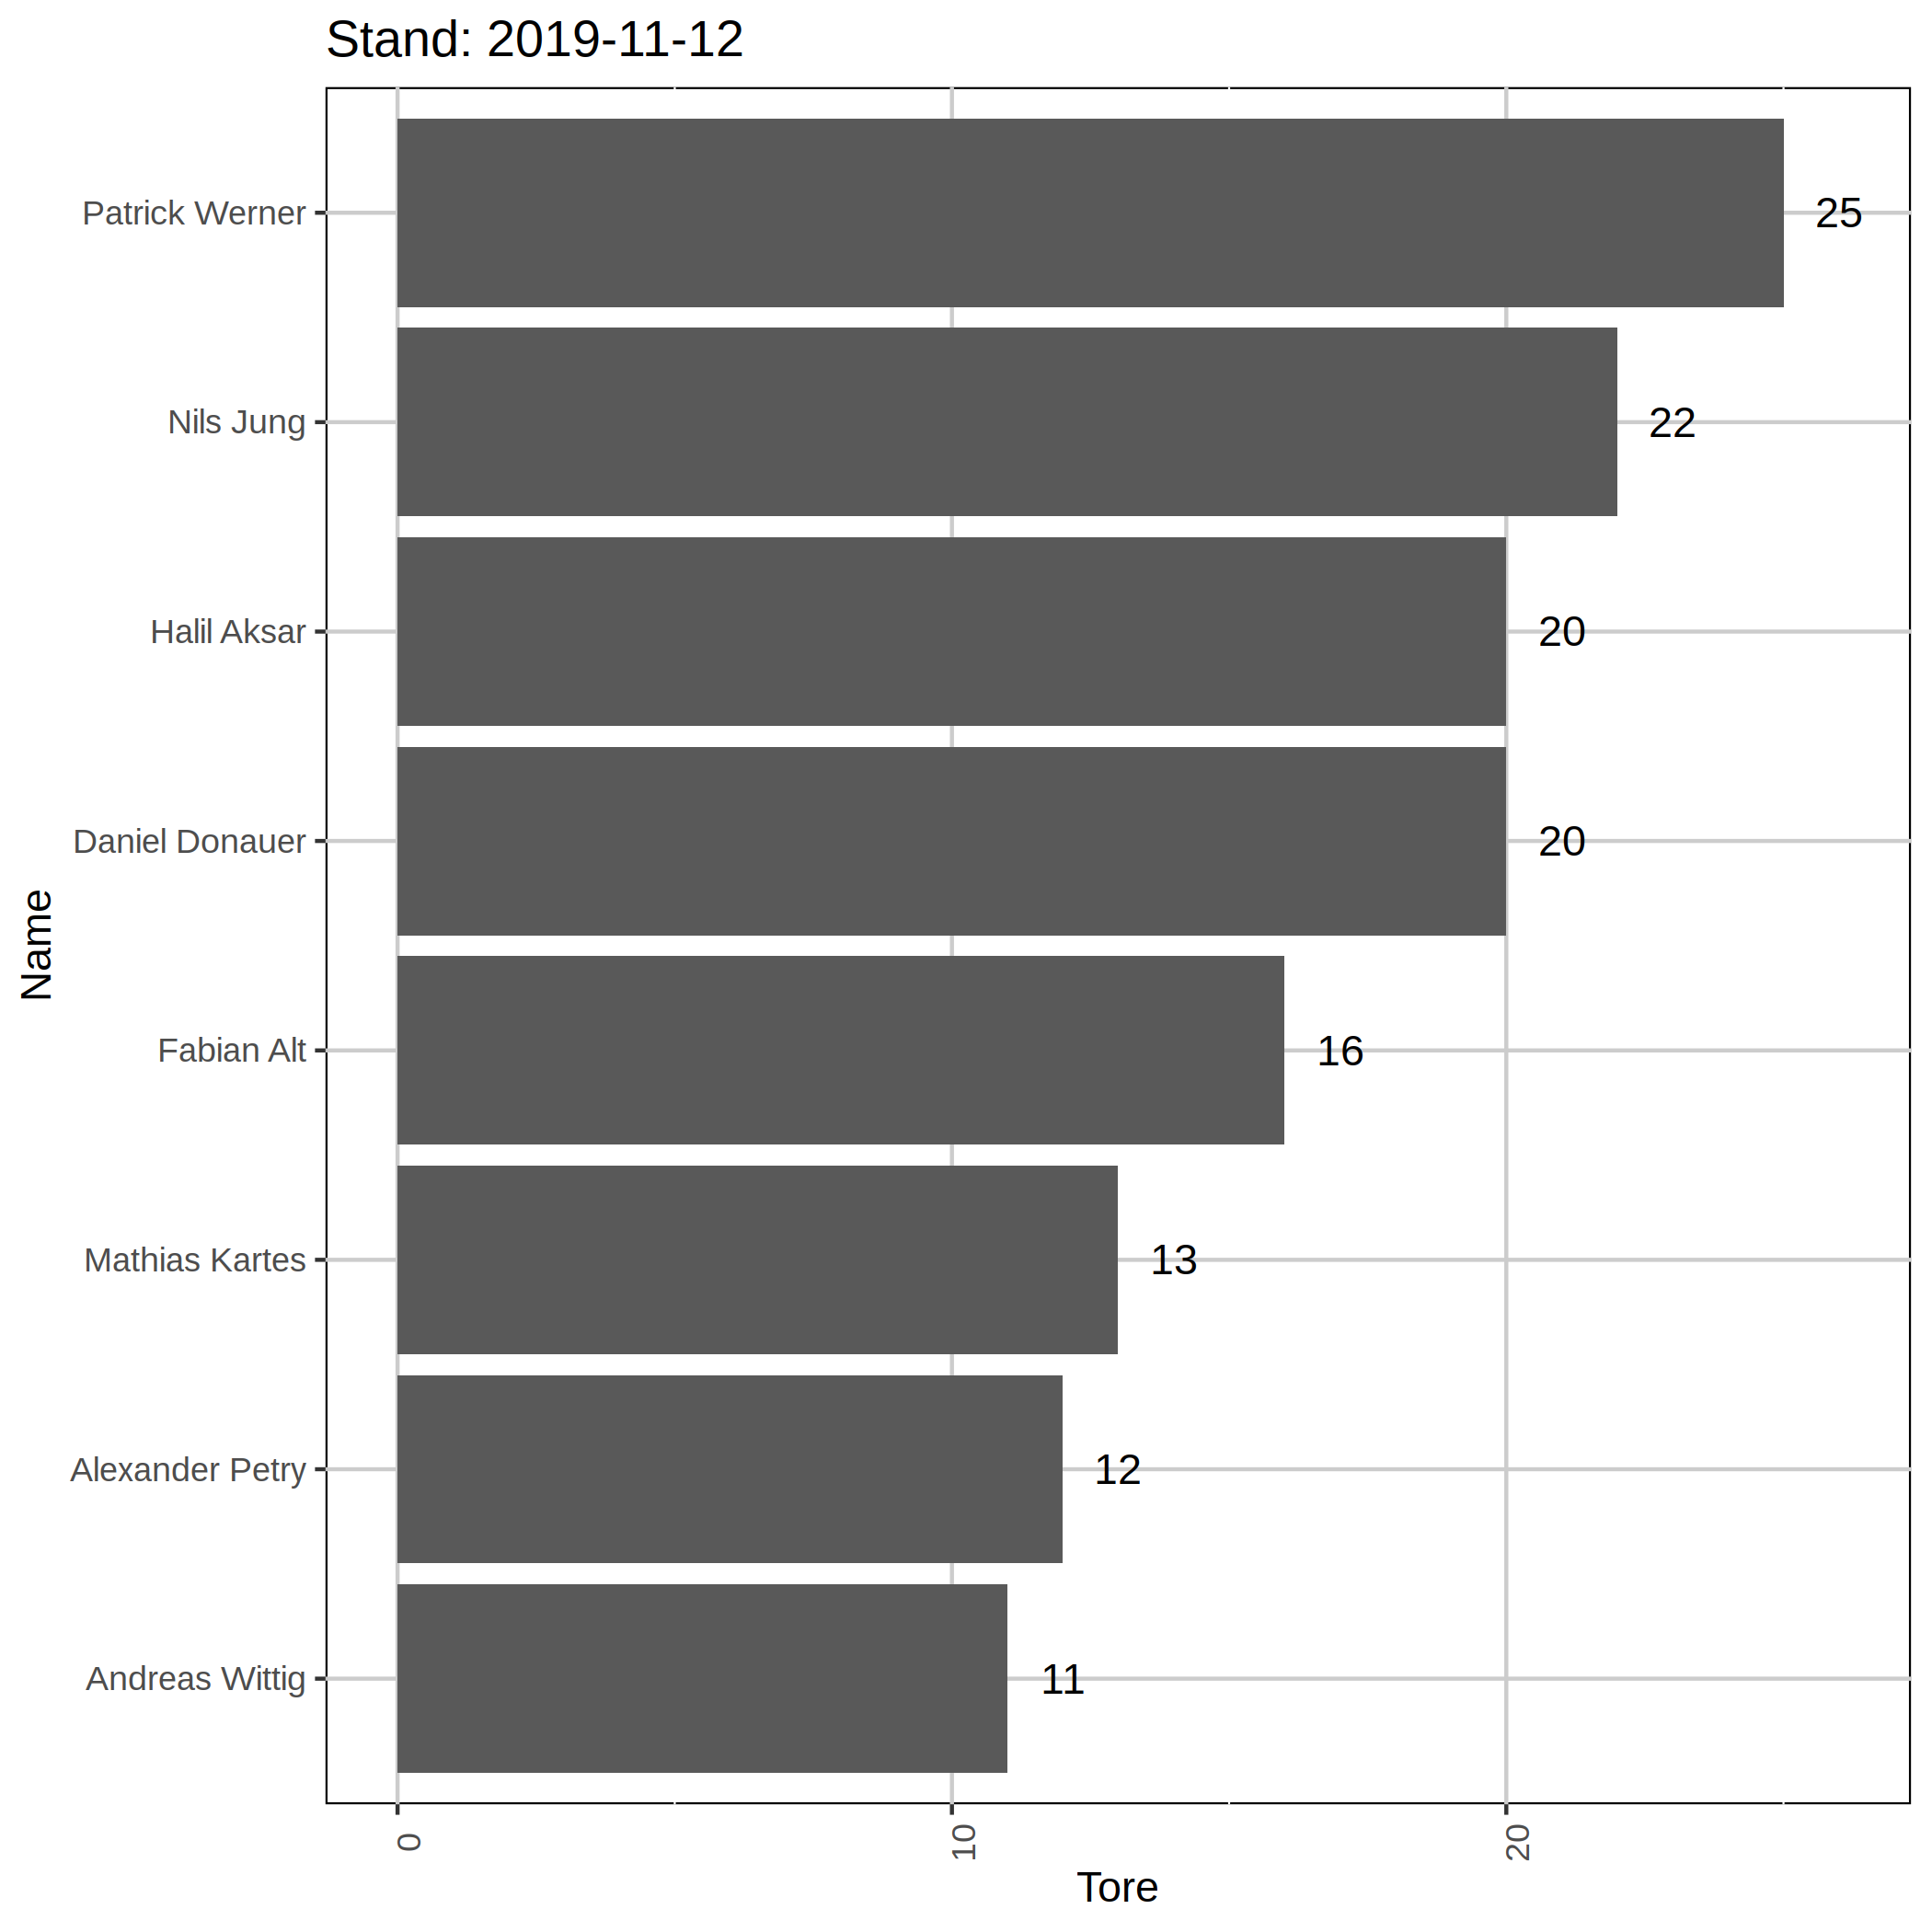 Stand: 2019-11-12
Patrick Werner 25
Nils Jung 22
Halil Aksar 20
Daniel Donauer 20
Name
Fabian Alt 16
Mathias Kartes 13
Alexander Petry 12
Andreas Wittig 11
0 10 20
Tore